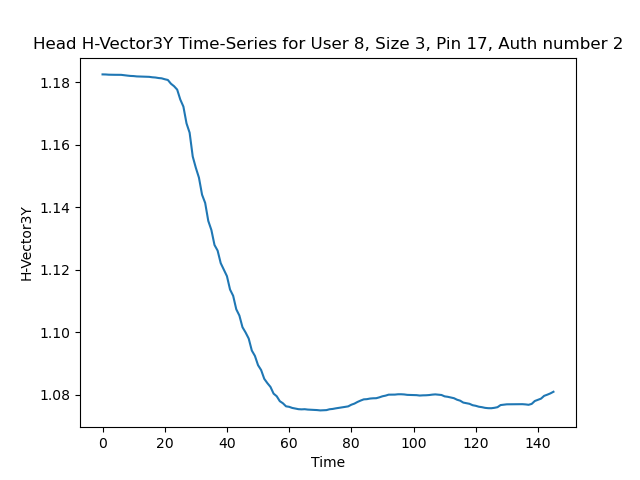 Head H-Vector3Y Time-Series for User 8, Size 3, Pin 17, Auth number 2
1.18
1.16
1.14
1.12
1.10
1.08
H-Vector3Y
0 20 40 60 80 100 120 140
Time